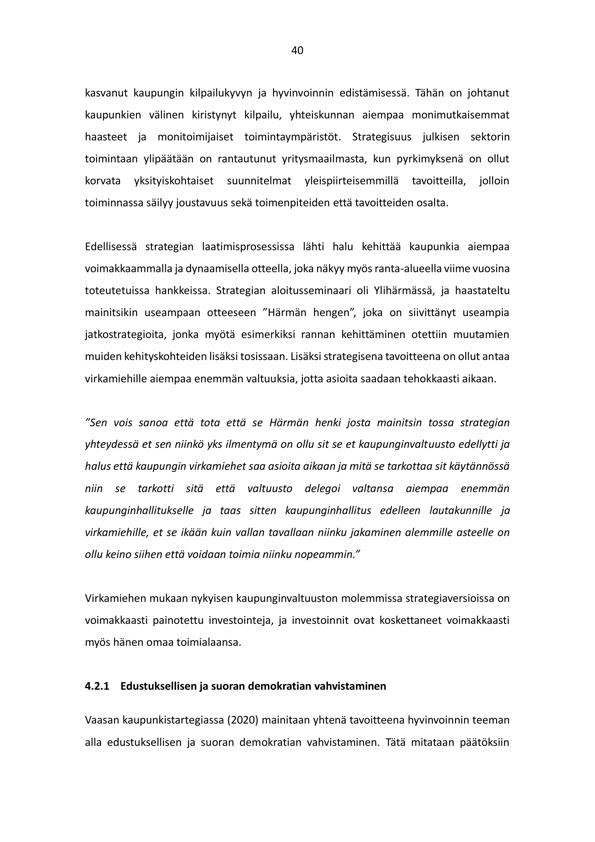 40
kasvanut kaupungin kilpailukyvyn ja hyvinvoinnin edistämisessä. Tähän on johtanut
kaupunkien välinen kiristynyt kilpailu, yhteiskunnan aiempaa monimutkaisemmat
haasteet ja monitoimijaiset toimintaympäristöt. Strategisuus julkisen sektorin
toimintaan ylipäätään on rantautunut yritysmaailmasta, kun pyrkimyksenä on ollut
korvata yksityiskohtaiset suunnitelmat yleispiirteisemmillä tavoitteilla, jolloin
toiminnassa säilyy joustavuus sekä toimenpiteiden että tavoitteiden osalta.
Edellisessä strategian laatimisprosessissa lähti halu kehittää kaupunkia aiempaa
voimakkaammalla ja dynaamisella otteella, joka näkyy myös ranta-alueella viime vuosina
toteutetuissa hankkeissa. Strategian aloitusseminaari oli Ylihärmässä, ja haastateltu
mainitsikin useampaan otteeseen ”Härmän hengen”, joka on siivittänyt useampia
jatkostrategioita, jonka myötä esimerkiksi rannan kehittäminen otettiin muutamien
muiden kehityskohteiden lisäksi tosissaan. Lisäksi strategisena tavoitteena on ollut antaa
virkamiehille aiempaa enemmän valtuuksia, jotta asioita saadaan tehokkaasti aikaan.
”Sen vois sanoa että tota että se Härmän henki josta mainitsin tossa strategian
yhteydessä et sen niinkö yks ilmentymä on ollu sit se et kaupunginvaltuusto edellytti ja
halus että kaupungin virkamiehet saa asioita aikaan ja mitä se tarkottaa sit käytännössä
niin se tarkotti sitä että valtuusto delegoi valtansa aiempaa enemmän
kaupunginhallitukselle ja taas sitten kaupunginhallitus edelleen lautakunnille ja
virkamiehille, et se ikään kuin vallan tavallaan niinku jakaminen alemmille asteelle on
ollu keino siihen että voidaan toimia niinku nopeammin.”
Virkamiehen mukaan nykyisen kaupunginvaltuuston molemmissa strategiaversioissa on
voimakkaasti painotettu investointeja, ja investoinnit ovat koskettaneet voimakkaasti
myös hänen omaa toimialaansa.
4.2.1 Edustuksellisen ja suoran demokratian vahvistaminen
Vaasan kaupunkistartegiassa (2020) mainitaan yhtenä tavoitteena hyvinvoinnin teeman
alla edustuksellisen ja suoran demokratian vahvistaminen. Tätä mitataan päätöksiin